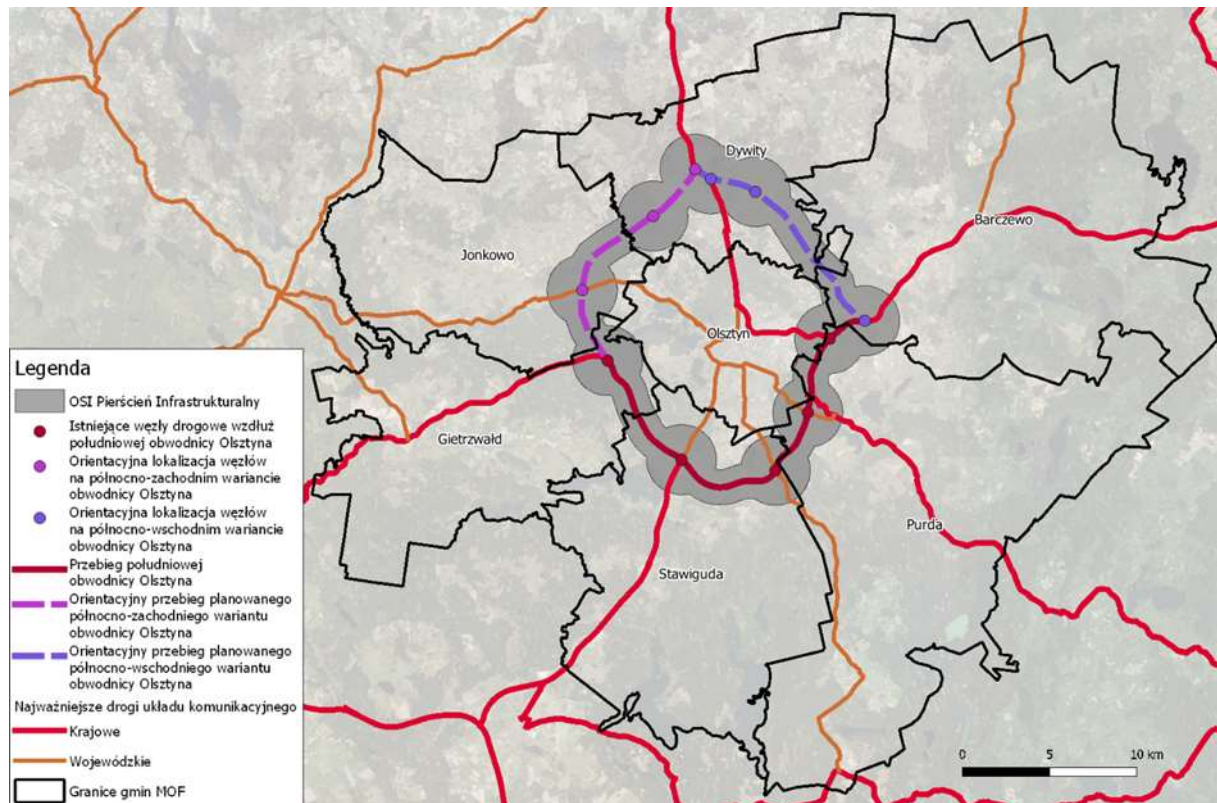 Dywity
Barczewo
Jonkowo
Olsztyn
Gietrzwałd
Purda
Stawiguda
Legenda
OSI Pierścień Infrastrukturalny
Istniejące węzły drogowe wzdłuż
południowej obwodnicy Olsztyna
Orientacyjna lokalizacja węzłów
na północno-zachodnim wariancie
obwodnicy Olsztyna
Orientacyjna lokalizacja węzłów
na północno-wschodnim wariancie
obwodnicy Olsztyna
Przebieg południowej
obwodnicy Olsztyna
Orientacyjny przebieg planowanego
północno-zachodniego wariantu
obwodnicy Olsztyna
Orientacyjny przebieg planowanego
północno-wschodniego wariantu
obwodnicy Olsztyna
Najważniejsze drogi układu komunikacyjnego
Krajowe
Wojewódzkie
Granice gmin MOF
0 5 10 km